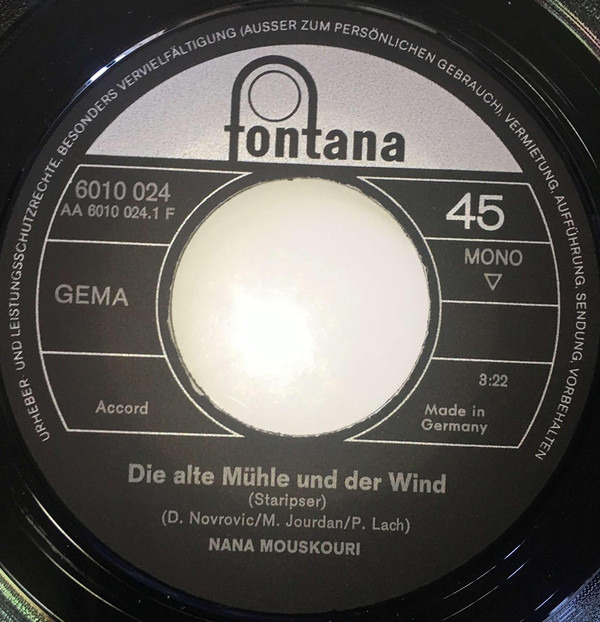 URHEBER- UND LEISTUNGSSCHUTZRECHTE, BESONDERS VERVIELFÄLTIGUNG (AUSSER ZUM PERSÖNLICHEN GEBRAUCH), VERMIETUNG, AUFFÜHRUNG, SENDUNG, VORBEHALTEN
fontana
6010 024
AA 6010 024.1 F
45
MONO
▽
GEMA
3:22
Accord
Made in
Germany
Die alte Mühle und der Wind
(Staripser)
(D. Novrovic/M. Jourdan/P. Lach)
NANA MOUSKOURI